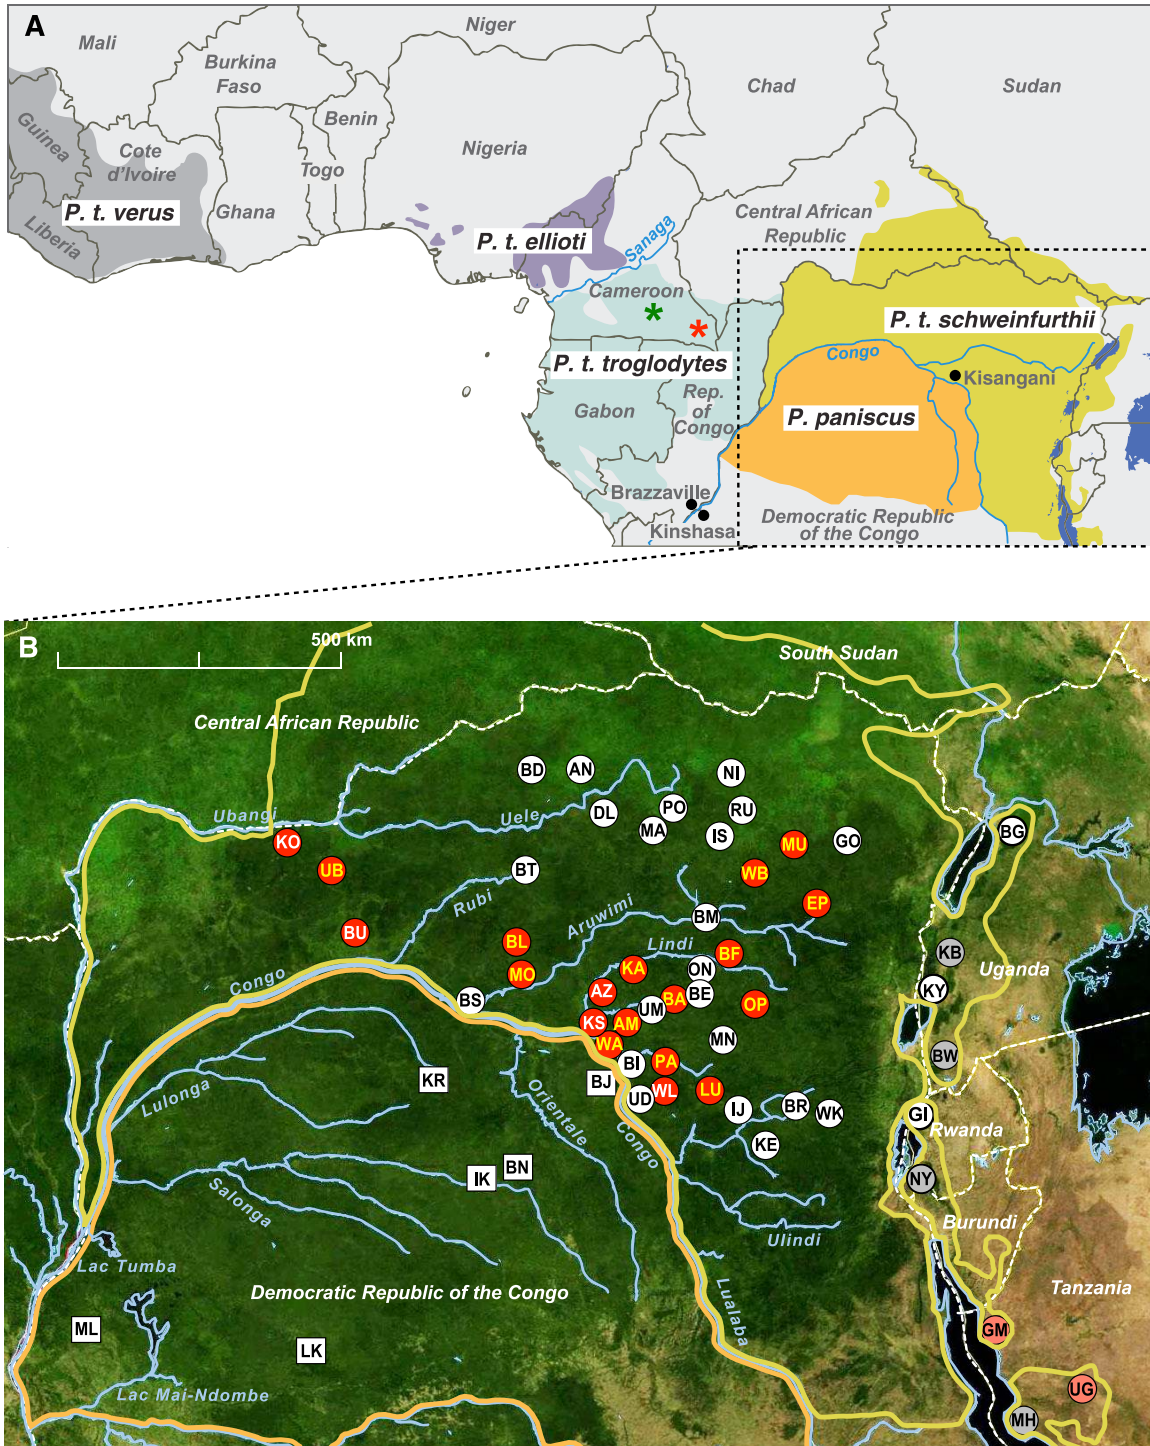 A
Mali
Niger
Burkina
Faso
Chad
Sudan
Benin
Guinea
Cote
d'Ivoire
Nigeria
Togo
P. t. verus
Ghana
Liberia
P. t. ellioti
Sanaga
Central African
Republic
Cameroon
*
*
P. t. schweinfurthii
P. t. troglodytes
Congo
Kisangani
Rep.
of
Congo
Gabon
P. paniscus
Brazzaville
Kinshasa
Democratic Republic
of the Congo
B
500 km
South Sudan
Central African Republic
BD
AN
NI
Ubangi
Uele
DL
PO
RU
MA
IS
MU
GO
BG
KO
UB
BT
WB
Rubi
EP
Aruwimi
BM
BU
BL
Lindi
BF
KB
Uganda
MO
KA
ON
Congo
BS
AZ
BA
BE
OP
KY
UM
KS
AM
WA
MN
BW
BI
PA
KR
BJ
WL
LU
Lulonga
Orientale
UD
IJ
BR
WK
GI
Rwanda
Congo
KE
IK
BN
NY
Salonga
Burundi
Ulindi
Lac Tumba
Democratic Republic of the Congo
Lualaba
Tanzania
ML
LK
GM
Lac Mai-Ndombe
UG
MH